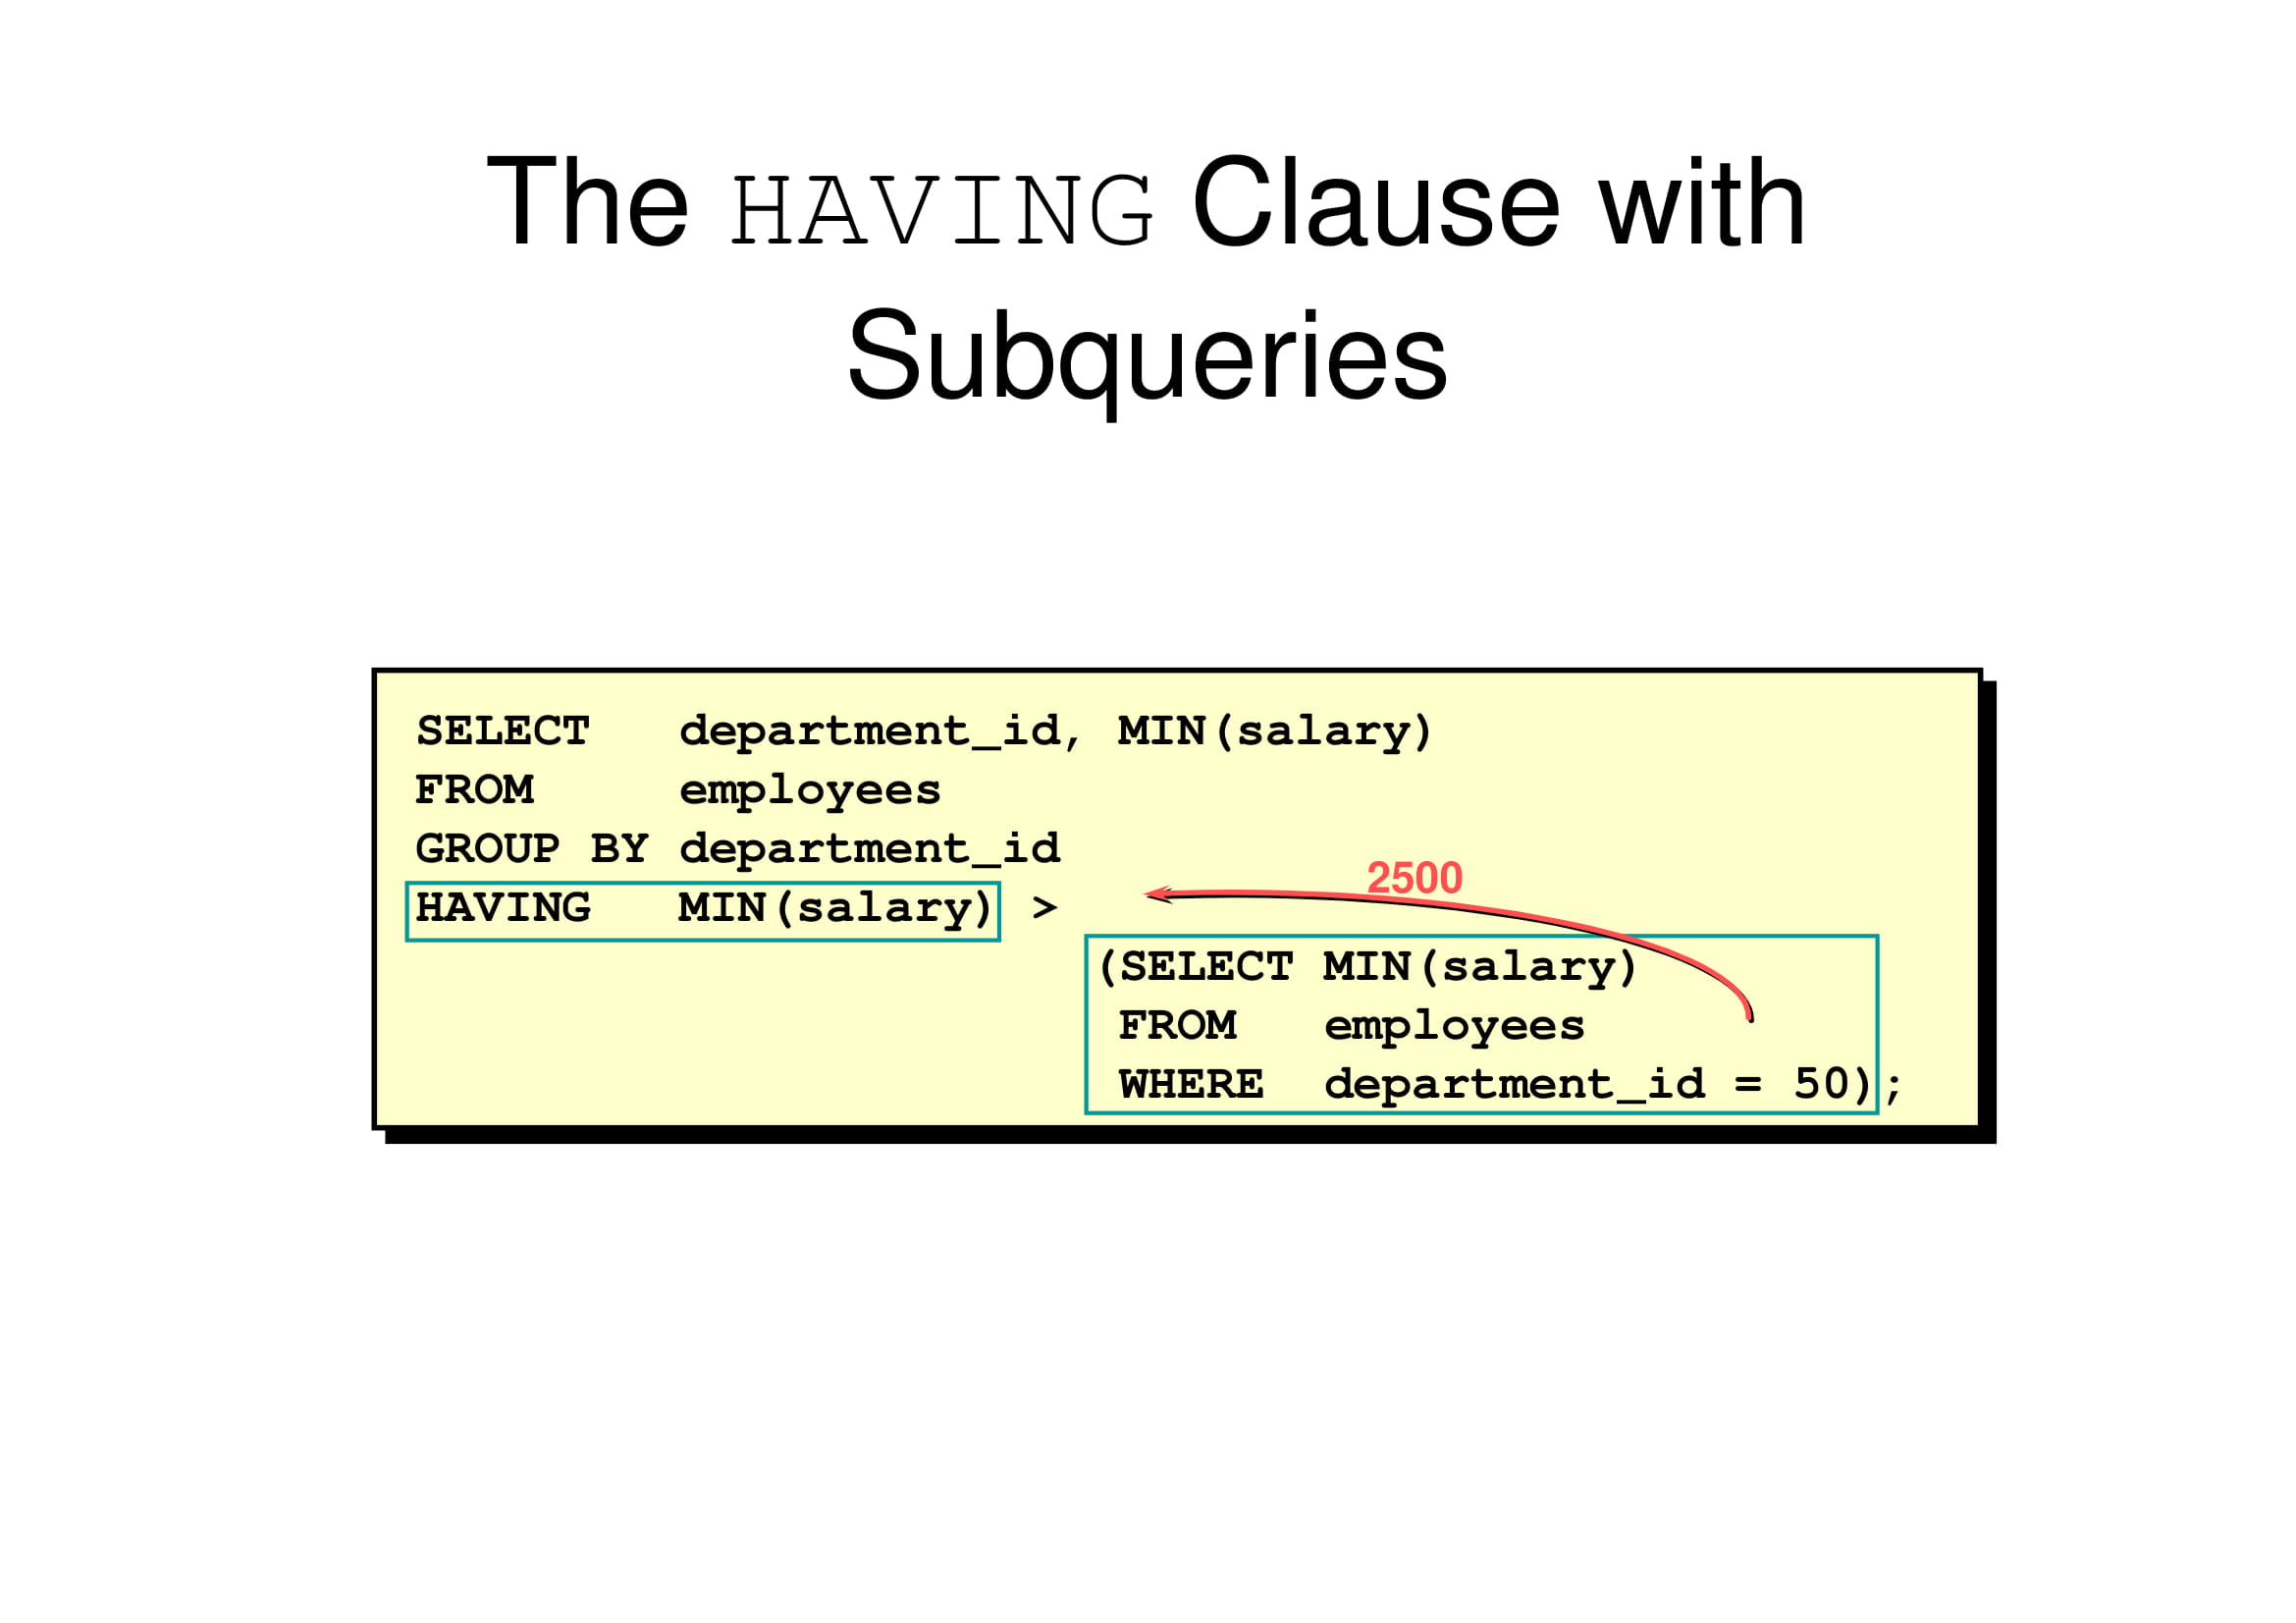 The HAVING Clause with
Subqueries
SELECT   department_id, MIN(salary)
FROM     employees
GROUP BY department_id
2500
HAVING   MIN(salary) >
(SELECT MIN(salary)
FROM   employees
WHERE  department_id = 50);